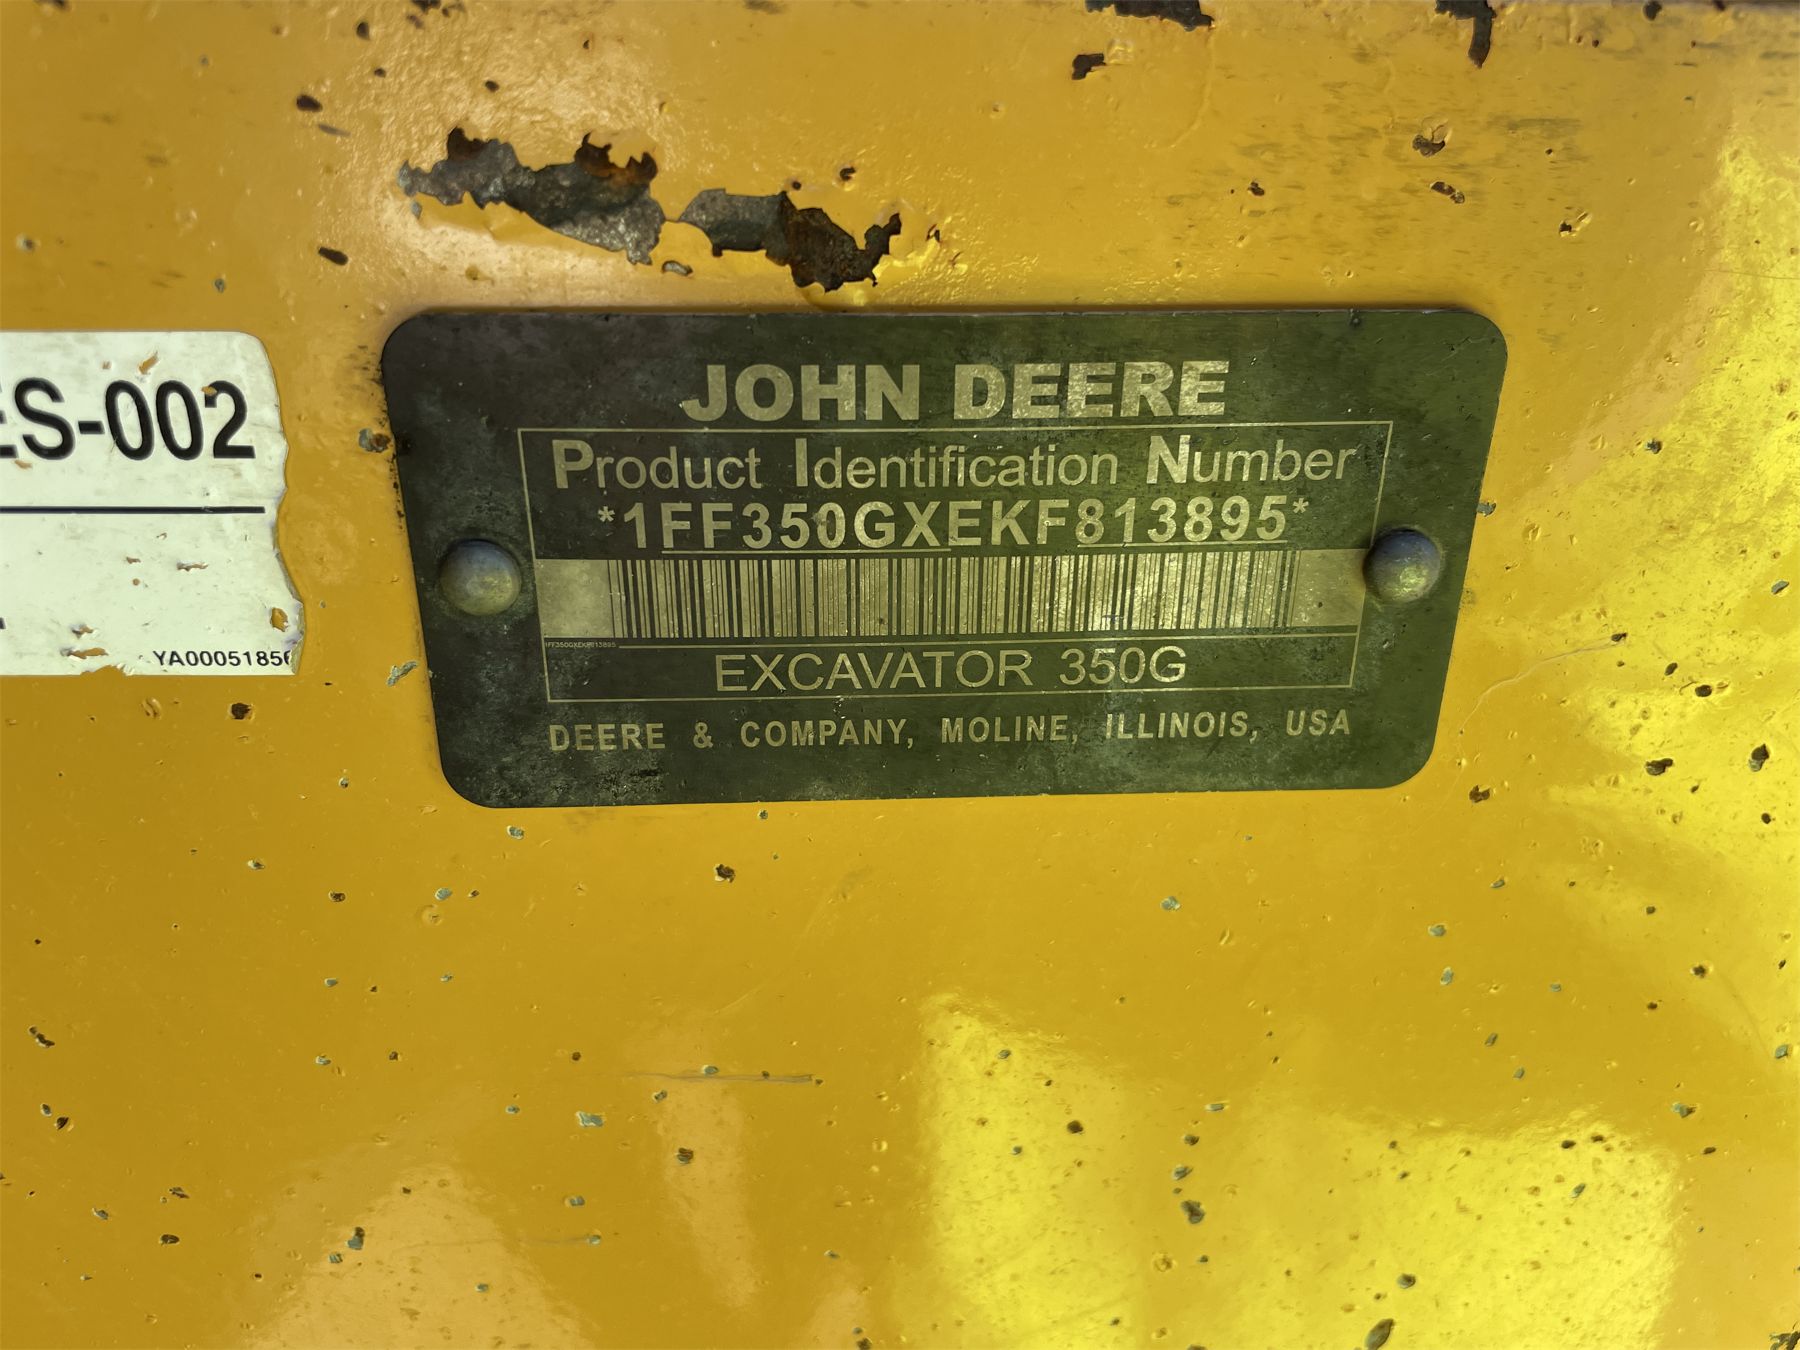 ES-002
JOHN DEERE
Product Identification Number
*1FF350GXEKF813895*
1FF350GXEKF813895
EXCAVATOR 350G
YA0005185
DEERE & COMPANY, MOLINE, ILLINOIS, USA